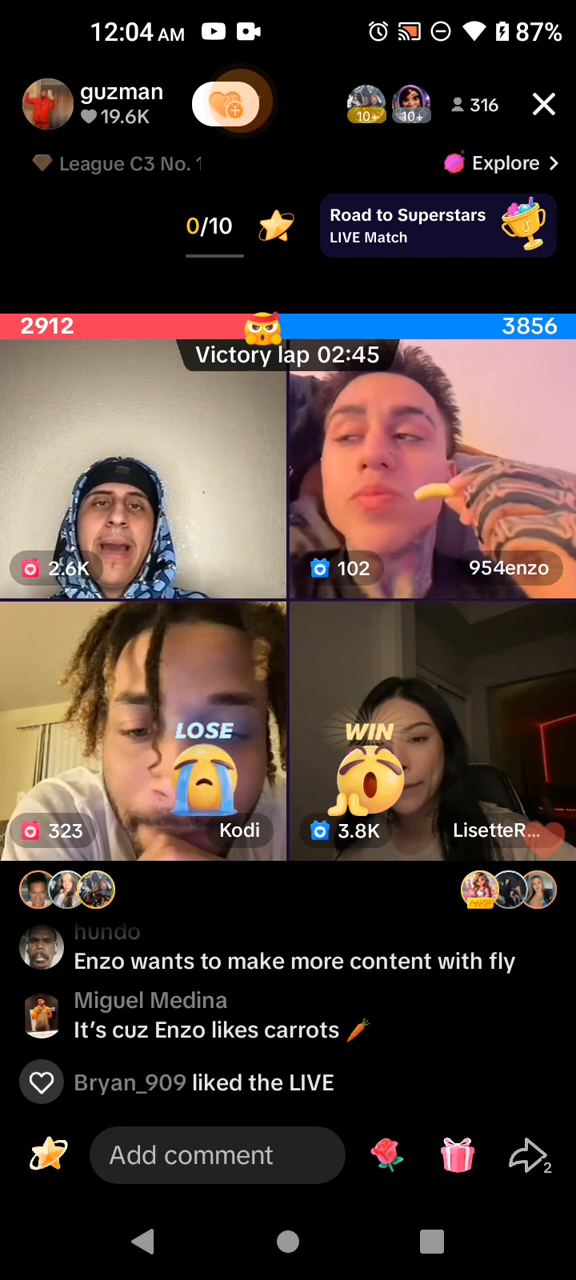 12:04 AM
87%
guzman
19.6K
10+
10+
316
League C3 No. 1
Explore
0/10
Road to Superstars
LIVE Match
2912
3856
Victory lap 02:45
2.6K
102
954enzo
LOSE
WIN
323
Kodi
3.8K
LisetteR...
hundo
Enzo wants to make more content with fly
Miguel Medina
It's cuz Enzo likes carrots 🥕
Bryan_909 liked the LIVE
Add comment
2